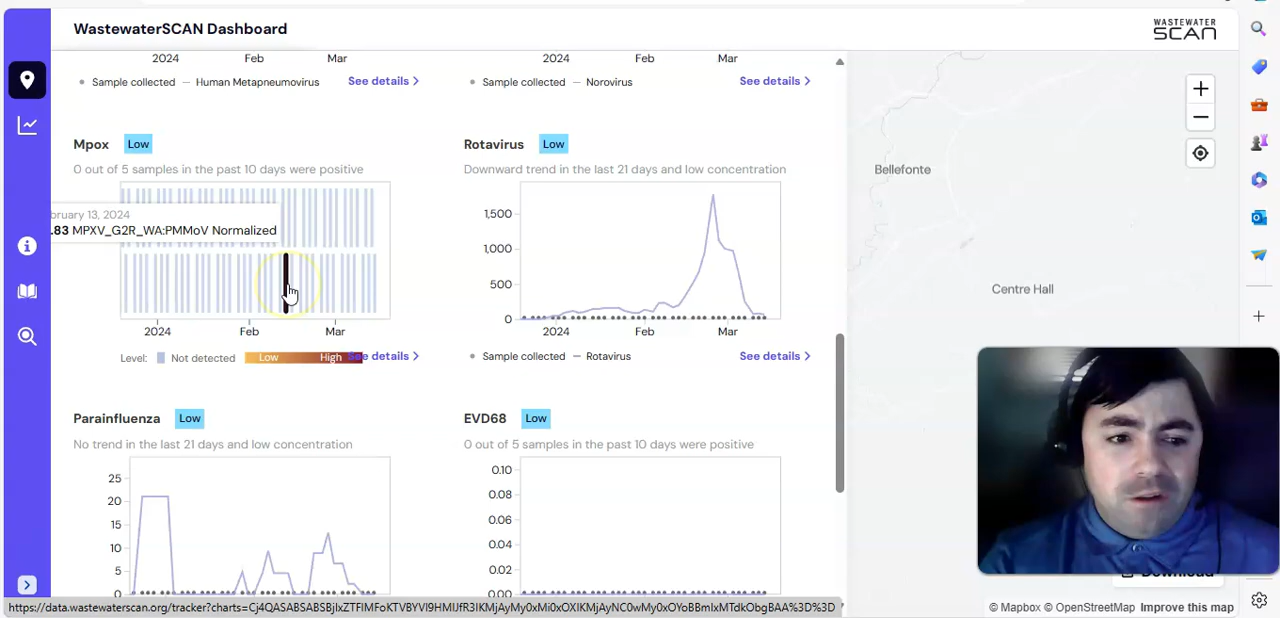 WastewaterSCAN Dashboard
WASTEWATER
SCAN
2024 Feb Mar
2024 Feb Mar
Sample collected — Human Metapneumovirus See details >
Sample collected — Norovirus See details >
Mpox Low
0 out of 5 samples in the past 10 days were positive
bruary 13, 2024
.83 MPXV_G2R_WA:PMMoV Normalized
2024 Feb Mar
Level: Not detected Low High See details >
Rotavirus Low
Downward trend in the last 21 days and low concentration
1,500
1,000
500
0
2024 Feb Mar
Sample collected — Rotavirus See details >
Parainfluenza Low
No trend in the last 21 days and low concentration
25
20
15
10
5
0
EVD68 Low
0 out of 5 samples in the past 10 days were positive
0.10
0.08
0.06
0.04
0.02
0.00
Bellefonte
Centre Hall
Download
© Mapbox © OpenStreetMap Improve this map